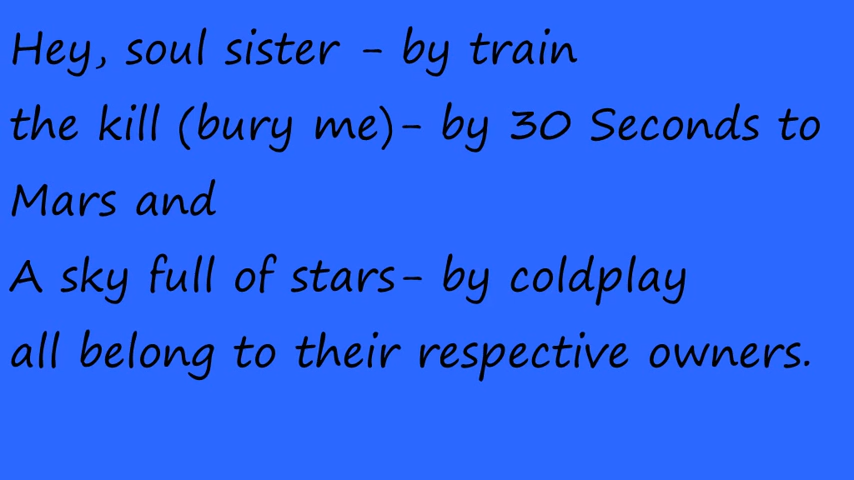 Hey, soul sister - by train
the kill (bury me)- by 30 Seconds to
Mars and
A sky full of stars- by coldplay
all belong to their respective owners.